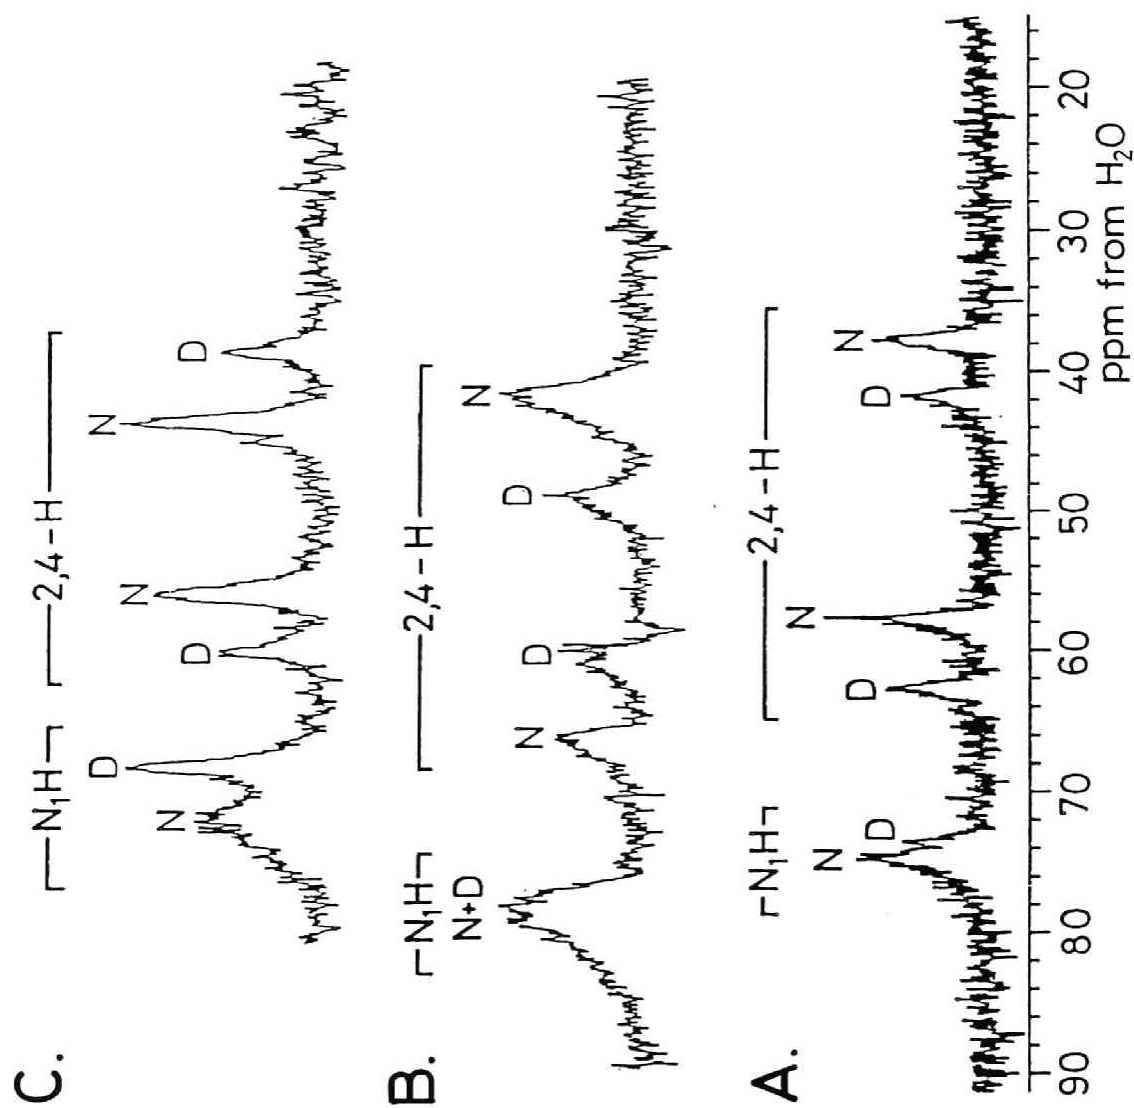 C.
N₁H
2,4-H
N
D
D
N
N
D
B.
N₁H
2,4-H
N+D
N
D
D
N
A.
N₁H
2,4-H
N
D
D
N
D
N
90
80
70
60
50
40
30
20
ppm from H₂O